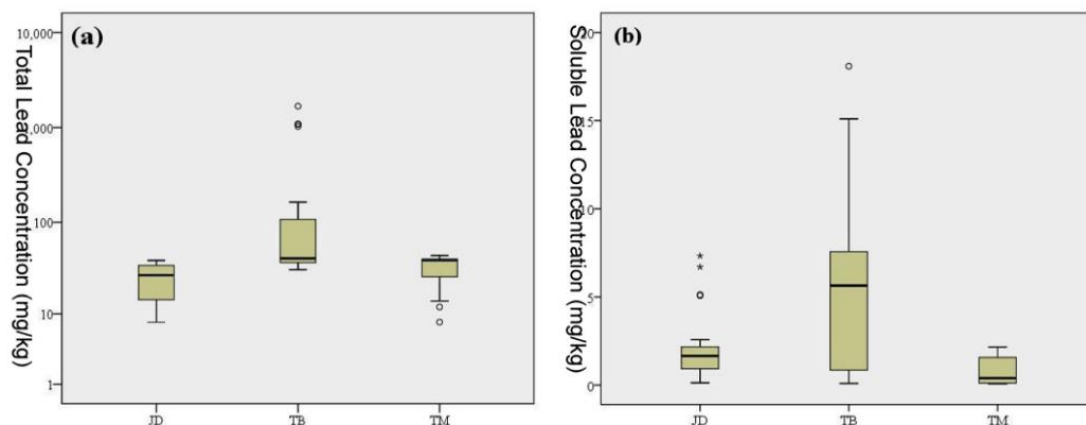 (a)
Total Lead Concentration (mg/kg)
10,000
,000
100
10
1
JD
TB
TM
(b)
Soluble Lead Concentration (mg/kg)
20
15
10
5
0
JD
TB
TM